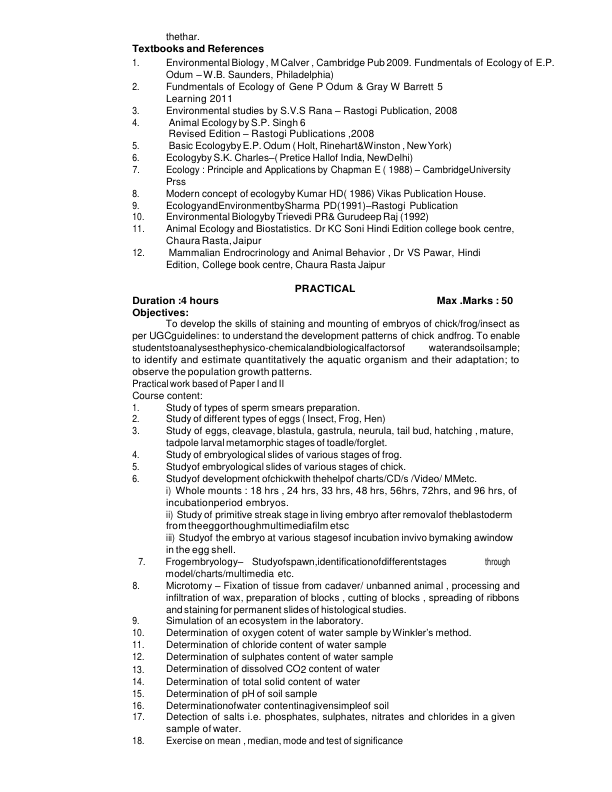 thethar.
Textbooks and References
1. Environmental Biology , M Calver , Cambridge Pub 2009. Fundmentals of Ecology of E.P.
Odum – W.B. Saunders, Philadelphia)
2. Fundmentals of Ecology of Gene P Odum & Gray W Barrett 5
Learning 2011
3. Environmental studies by S.V.S Rana – Rastogi Publication, 2008
4. Animal Ecology by S.P. Singh 6
Revised Edition – Rastogi Publications ,2008
5. Basic Ecologyby E.P. Odum ( Holt, Rinehart&Winston , New York)
6. Ecologyby S.K. Charles–( Pretice Hallof India, NewDelhi)
7. Ecology : Principle and Applications by Chapman E ( 1988) – CambridgeUniversity
Prss
8. Modern concept of ecologyby Kumar HD( 1986) Vikas Publication House.
9. EcologyandEnvironmentbySharma PD(1991)–Rastogi Publication
10. Environmental Biologyby Trievedi PR& Gurudeep Raj (1992)
11. Animal Ecology and Biostatistics. Dr KC Soni Hindi Edition college book centre,
Chaura Rasta, Jaipur
12. Mammalian Endrocrinology and Animal Behavior , Dr VS Pawar, Hindi
Edition, College book centre, Chaura Rasta Jaipur
PRACTICAL
Duration :4 hours Max .Marks : 50
Objectives:
To develop the skills of staining and mounting of embryos of chick/frog/insect as
per UGCguidelines: to understand the development patterns of chick andfrog. To enable
studentstoanalysesthephysico-chemicalandbiologicalfactorsof waterandsoilsample;
to identify and estimate quantitatively the aquatic organism and their adaptation; to
observe the population growth patterns.
Practical work based of Paper I and II
Course content:
1. Study of types of sperm smears preparation.
2. Study of different types of eggs ( Insect, Frog, Hen)
3. Study of eggs, cleavage, blastula, gastrula, neurula, tail bud, hatching , mature,
tadpole larval metamorphic stages of toadle/forglet.
4. Study of embryological slides of various stages of frog.
5. Studyof embryological slides of various stages of chick.
6. Studyof development ofchickwith thehelpof charts/CD/s /Video/ MMetc.
i) Whole mounts : 18 hrs , 24 hrs, 33 hrs, 48 hrs, 56hrs, 72hrs, and 96 hrs, of
incubationperiod embryos.
ii) Study of primitive streak stage in living embryo after removalof theblastoderm
from theeggorthoughmultimediafilm etsc
iii) Studyof the embryo at various stagesof incubation invivo bymaking awindow
in the egg shell.
7. Frogembryology– Studyofspawn,identificationofdifferentstages through
model/charts/multimedia etc.
8. Microtomy – Fixation of tissue from cadaver/ unbanned animal , processing and
infiltration of wax, preparation of blocks , cutting of blocks , spreading of ribbons
and staining for permanent slides of histological studies.
9. Simulation of an ecosystem in the laboratory.
10. Determination of oxygen cotent of water sample by Winkler's method.
11. Determination of chloride content of water sample
12. Determination of sulphates content of water sample
13. Determination of dissolved CO2 content of water
14. Determination of total solid content of water
15. Determination of pH of soil sample
16. Determinationofwater contentinagivensimpleof soil
17. Detection of salts i.e. phosphates, sulphates, nitrates and chlorides in a given
sample of water.
18. Exercise on mean , median, mode and test of significance